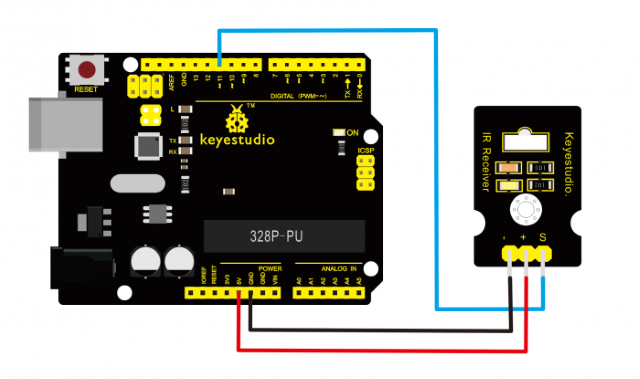 RESET
AREF
GND
13
12
~11
~10
~9
8
7
~6
~5
4
~3
2
TX→1
RX←0
DIGITAL (PWM=~)
L
TX
RX
keyestudio
TM
ON
ICSP
328P-PU
IOREF
RESET
3V3
5V
GND
GND
VIN
POWER
ANALOG IN
A0
A1
A2
A3
A4
A5
Keyestudio.
IR Receiver
101
102
- + S